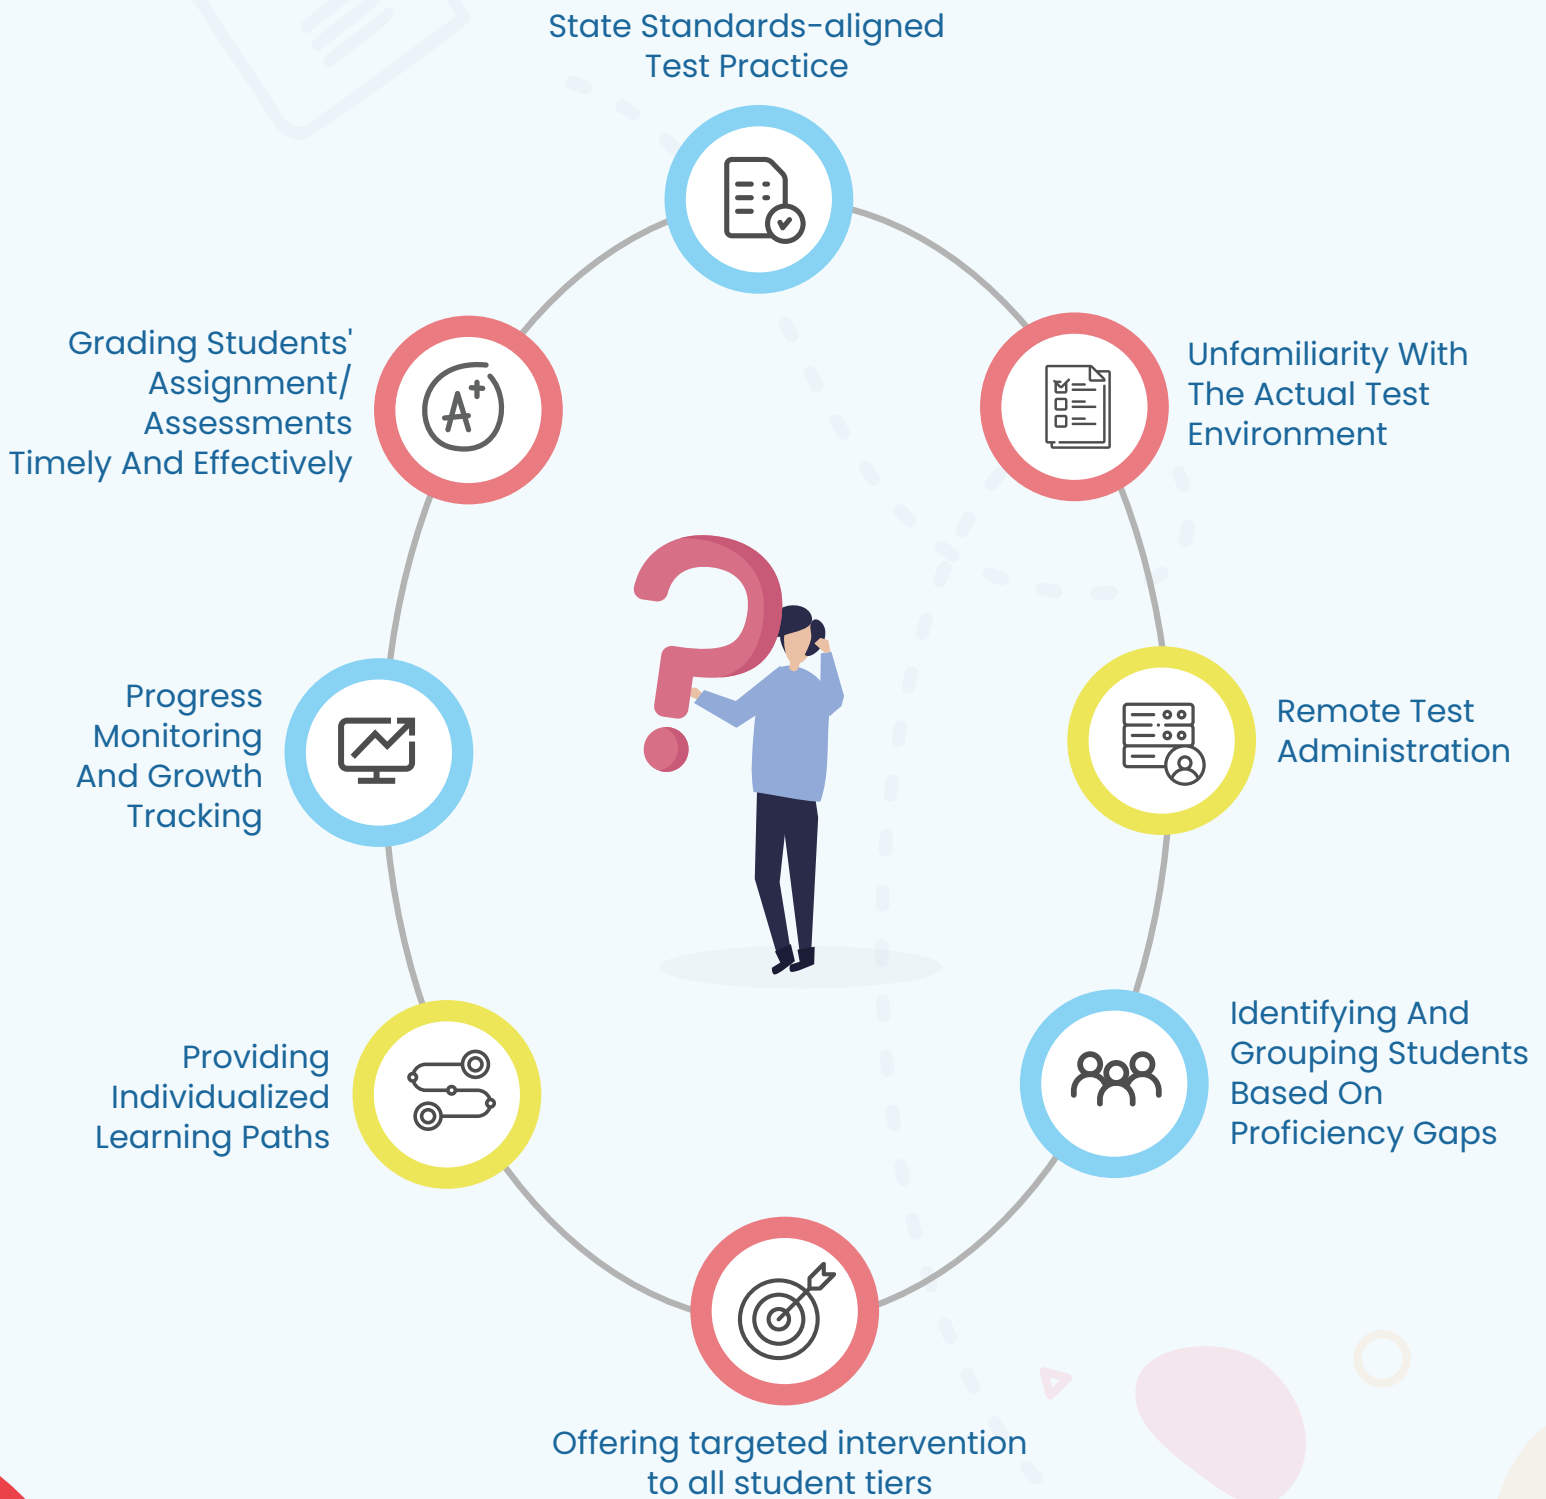 State Standards-aligned
Test Practice
Grading Students'
Assignment/
Assessments
Timely And Effectively
Unfamiliarity With
The Actual Test
Environment
Progress
Monitoring
And Growth
Tracking
Remote Test
Administration
Providing
Individualized
Learning Paths
Identifying And
Grouping Students
Based On
Proficiency Gaps
Offering targeted intervention
to all student tiers
A+